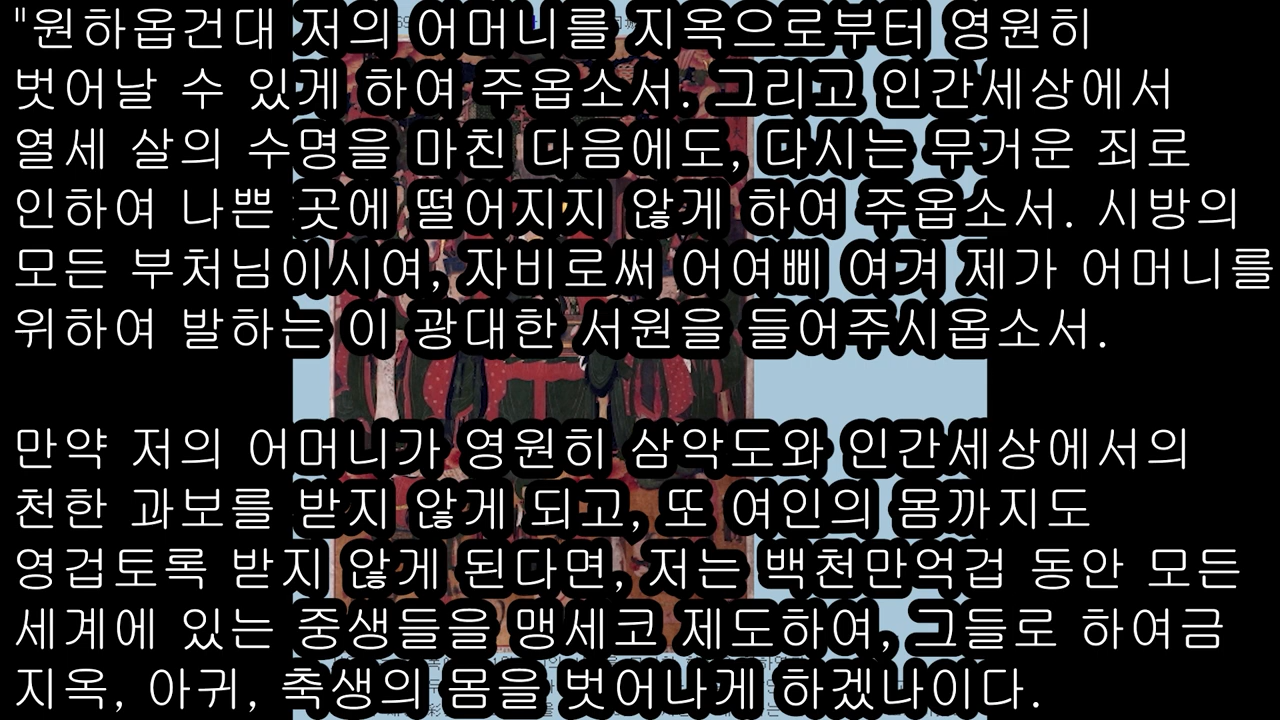 "원하옵건대 저의 어머니를 지옥으로부터 영원히
벗어날 수 있게 하여 주옵소서. 그리고 인간세상에서
열세 살의 수명을 마친 다음에도, 다시는 무거운 죄로
인하여 나쁜 곳에 떨어지지 않게 하여 주옵소서. 시방의
모든 부처님이시여, 자비로써 어여삐 여겨 제가 어머니를
위하여 발하는 이 광대한 서원을 들어주시옵소서.
만약 저의 어머니가 영원히 삼악도와 인간세상에서의
천한 과보를 받지 않게 되고, 또 여인의 몸까지도
영겁토록 받지 않게 된다면, 저는 백천만억겁 동안 모든
세계에 있는 중생들을 맹세코 제도하여, 그들로 하여금
지옥, 아귀, 축생의 몸을 벗어나게 하겠나이다.